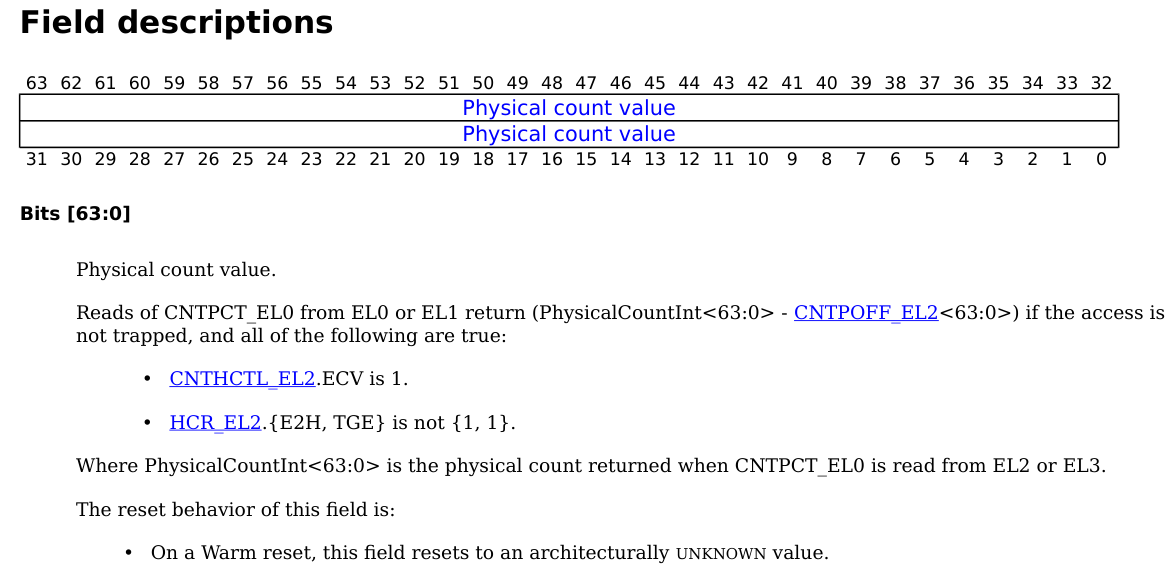 Field descriptions
63 62 61 60 59 58 57 56 55 54 53 52 51 50 49 48 47 46 45 44 43 42 41 40 39 38 37 36 35 34 33 32
Physical count value
Physical count value
31 30 29 28 27 26 25 24 23 22 21 20 19 18 17 16 15 14 13 12 11 10 9 8 7 6 5 4 3 2 1 0
Bits [63:0]
Physical count value.
Reads of CNTPCT_EL0 from EL0 or EL1 return (PhysicalCountInt<63:0> - CNTPOFF_EL2<63:0>) if the access is
not trapped, and all of the following are true:
• CNTHCTL_EL2.ECV is 1.
• HCR_EL2.{E2H, TGE} is not {1, 1}.
Where PhysicalCountInt<63:0> is the physical count returned when CNTPCT_EL0 is read from EL2 or EL3.
The reset behavior of this field is:
• On a Warm reset, this field resets to an architecturally UNKNOWN value.